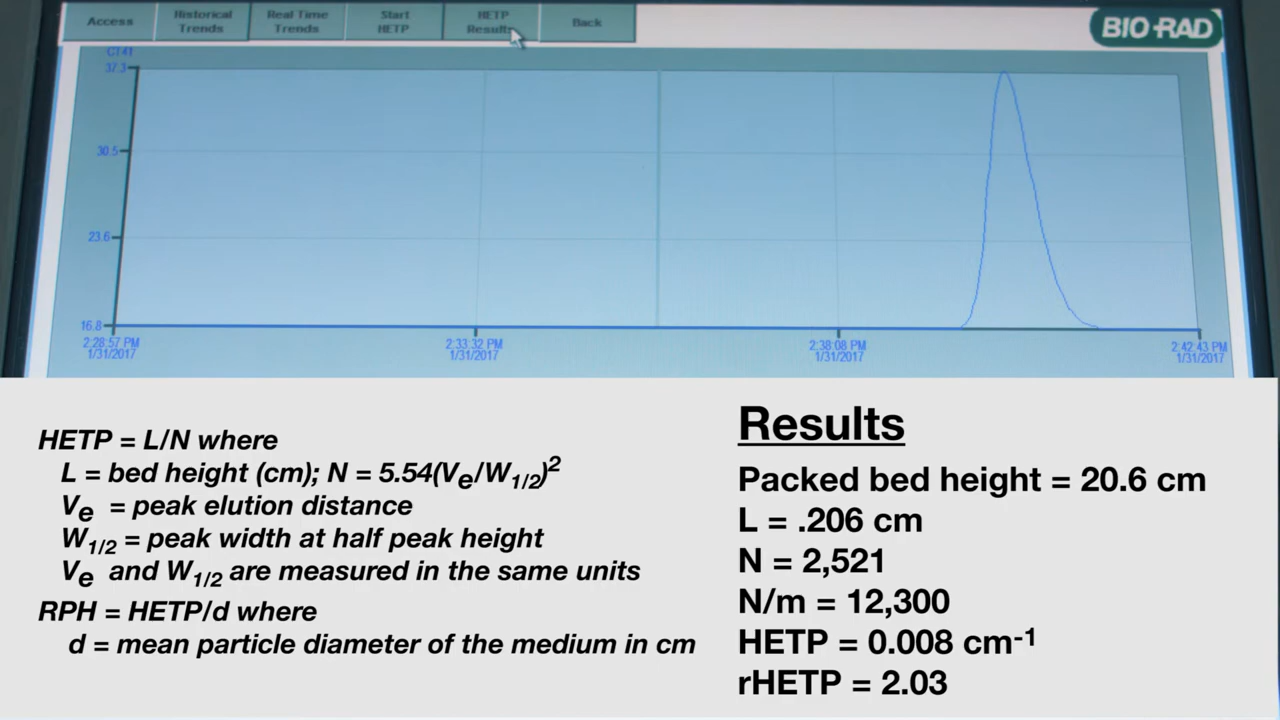 Access
Historical
Trends
Real Time
Trends
Start
HETP
HETP
Results
Back
BIO-RAD
CT41
37.3
30.5
23.6
16.8
2:28:57 PM
1/31/2017
2:33:32 PM
1/31/2017
2:38:08 PM
1/31/2017
2:42:43 PM
1/31/2017
HETP = L/N where
L = bed height (cm); N = 5.54(Ve/W1/2)²
Ve = peak elution distance
W1/2 = peak width at half peak height
Ve and W1/2 are measured in the same units
RPH = HETP/d where
d = mean particle diameter of the medium in cm
Results
Packed bed height = 20.6 cm
L = .206 cm
N = 2,521
N/m = 12,300
HETP = 0.008 cm⁻¹
rHETP = 2.03